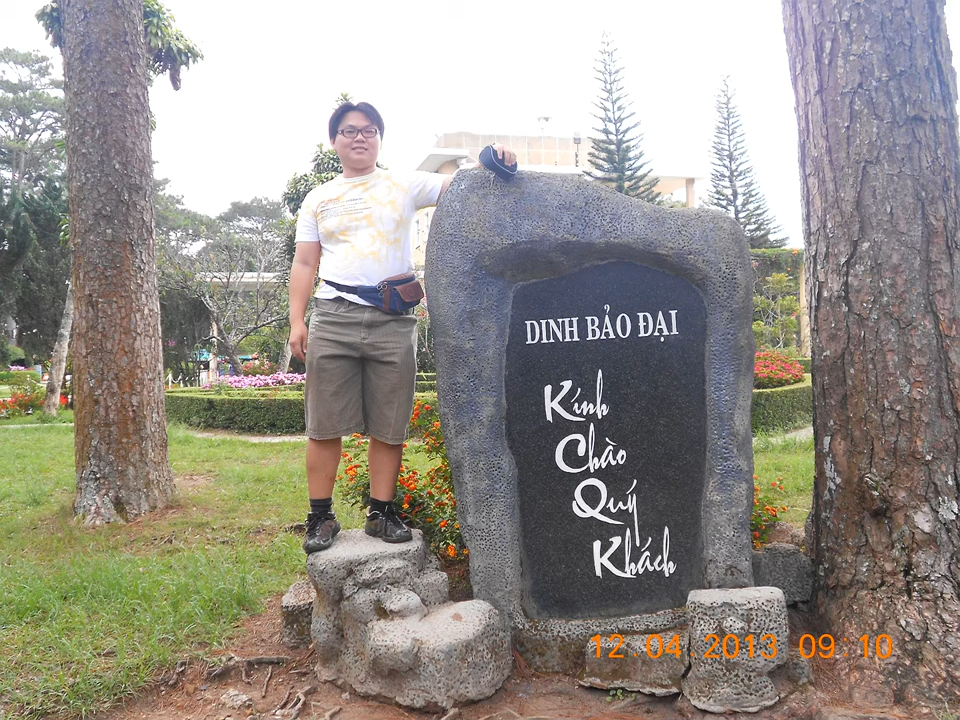 DINH BẢO ĐẠI
Kính
Chào
Quý
Khách
12 04 2013 09 10